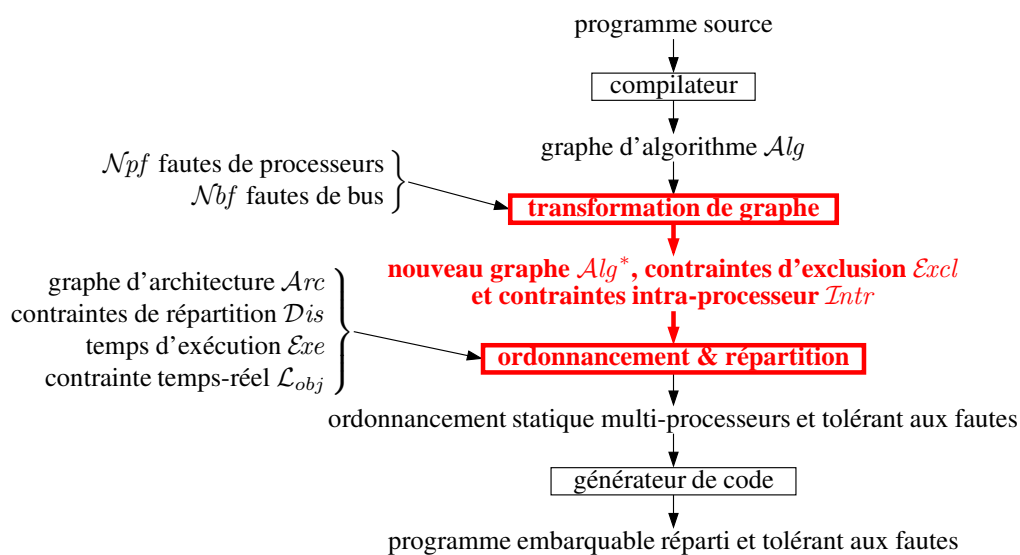 programme source
compilateur
graphe d'algorithme Alg
Npf fautes de processeurs
Nbf fautes de bus
transformation de graphe
nouveau graphe Alg*, contraintes d'exclusion Excl
et contraintes intra-processeur Intr
graphe d'architecture Arc
contraintes de répartition Dis
temps d'exécution Exe
contrainte temps-réel L_obj
ordonnancement & répartition
ordonnancement statique multi-processeurs et tolérant aux fautes
générateur de code
programme embarquable réparti et tolérant aux fautes